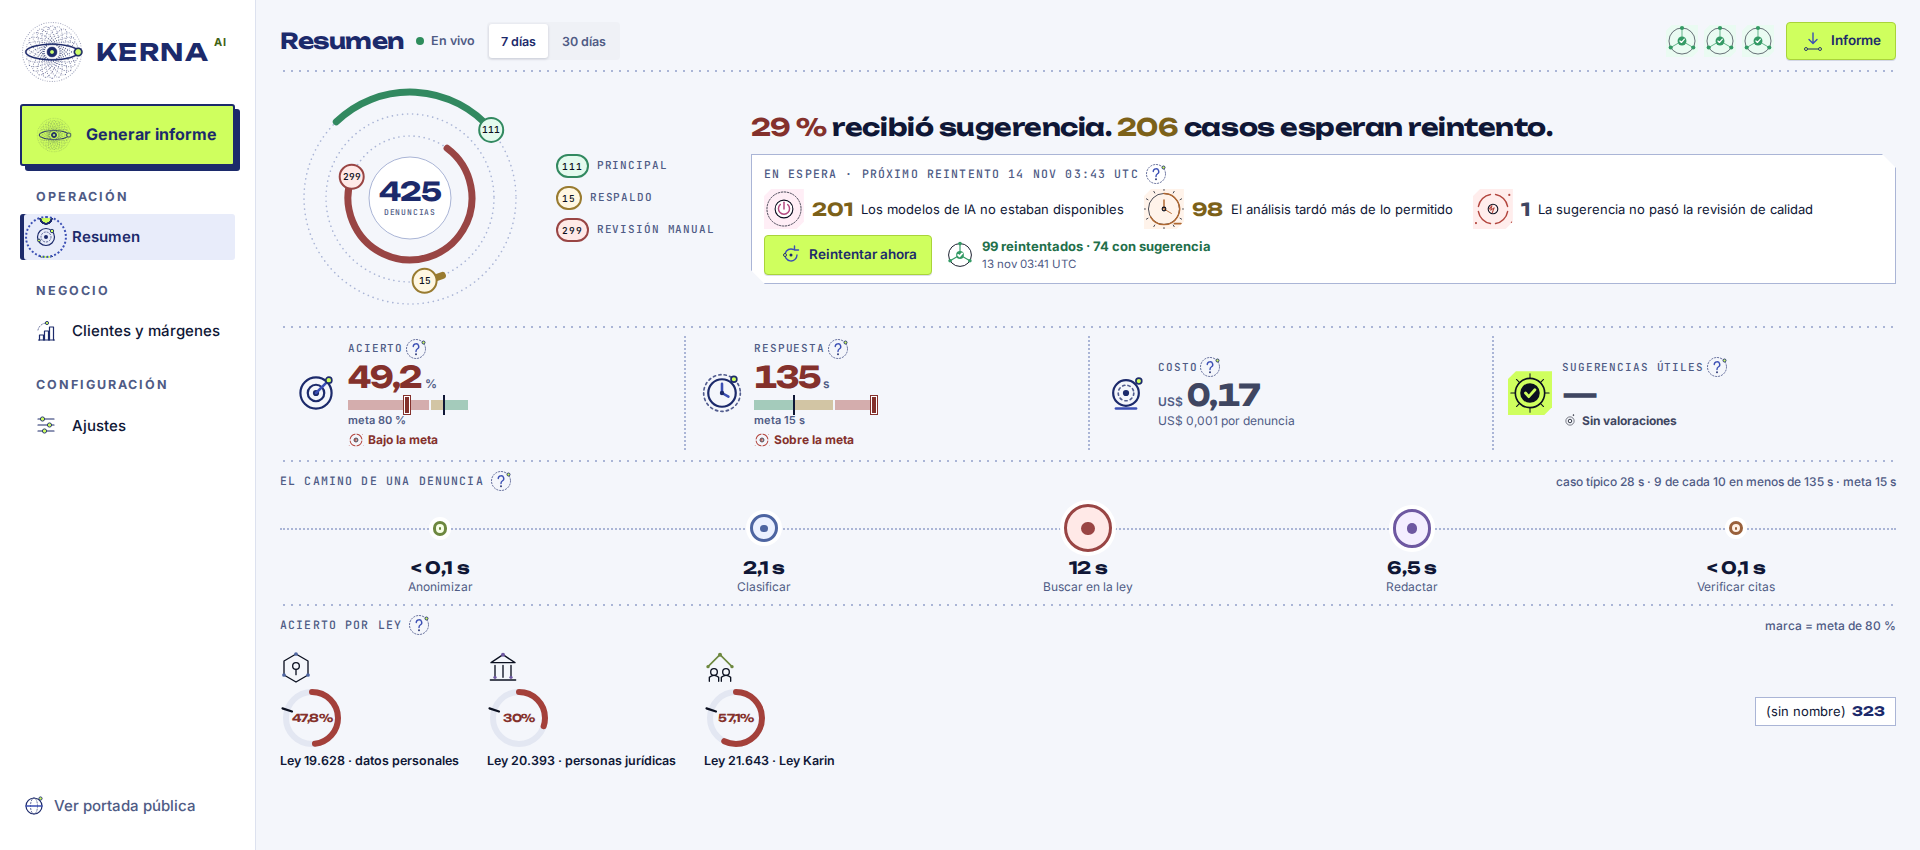 KERNA AI
Generar informe
OPERACIÓN
Resumen
NEGOCIO
Clientes y márgenes
CONFIGURACIÓN
Ajustes
Ver portada pública
Resumen
En vivo
7 días
30 días
Informe
111
299
425
DENUNCIAS
15
111 PRINCIPAL
15 RESPALDO
299 REVISIÓN MANUAL
29 % recibió sugerencia. 206 casos esperan reintento.
EN ESPERA · PRÓXIMO REINTENTO 14 NOV 03:43 UTC ?
201 Los modelos de IA no estaban disponibles
98 El análisis tardó más de lo permitido
1 La sugerencia no pasó la revisión de calidad
Reintentar ahora
99 reintentados · 74 con sugerencia
13 nov 03:41 UTC
ACIERTO ?
49,2 %
meta 80 %
Bajo la meta
RESPUESTA ?
135 s
meta 15 s
Sobre la meta
COSTO ?
US$ 0,17
US$ 0,001 por denuncia
SUGERENCIAS ÚTILES ?
—
Sin valoraciones
EL CAMINO DE UNA DENUNCIA ?
caso típico 28 s · 9 de cada 10 en menos de 135 s · meta 15 s
< 0,1 s
Anonimizar
2,1 s
Clasificar
12 s
Buscar en la ley
6,5 s
Redactar
< 0,1 s
Verificar citas
ACIERTO POR LEY ?
marca = meta de 80 %
47,8%
Ley 19.628 · datos personales
30%
Ley 20.393 · personas jurídicas
57,1%
Ley 21.643 · Ley Karin
(sin nombre) 323